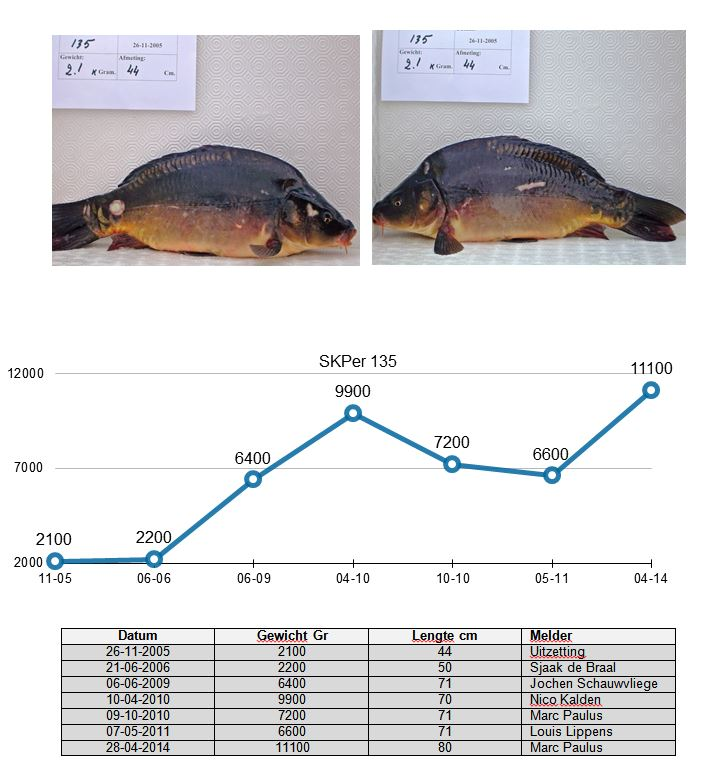 135 26-11-2005
Gewicht: Afmeting:
2.1 K Gram. 44 Cm.
135 26-11-2005
Gewicht: Afmeting:
2.1 K Gram. 44 Cm.
SKPer 135
12000
7000
2000
2100 2200 6400 9900 7200 6600 11100
11-05 06-06 06-09 04-10 10-10 05-11 04-14
Datum Gewicht Gr Lengte cm Melder
26-11-2005 2100 44 Uitzetting
21-06-2006 2200 50 Sjaak de Braal
06-06-2009 6400 71 Jochen Schauwvliege
10-04-2010 9900 70 Nico Kalden
09-10-2010 7200 71 Marc Paulus
07-05-2011 6600 71 Louis Lippens
28-04-2014 11100 80 Marc Paulus